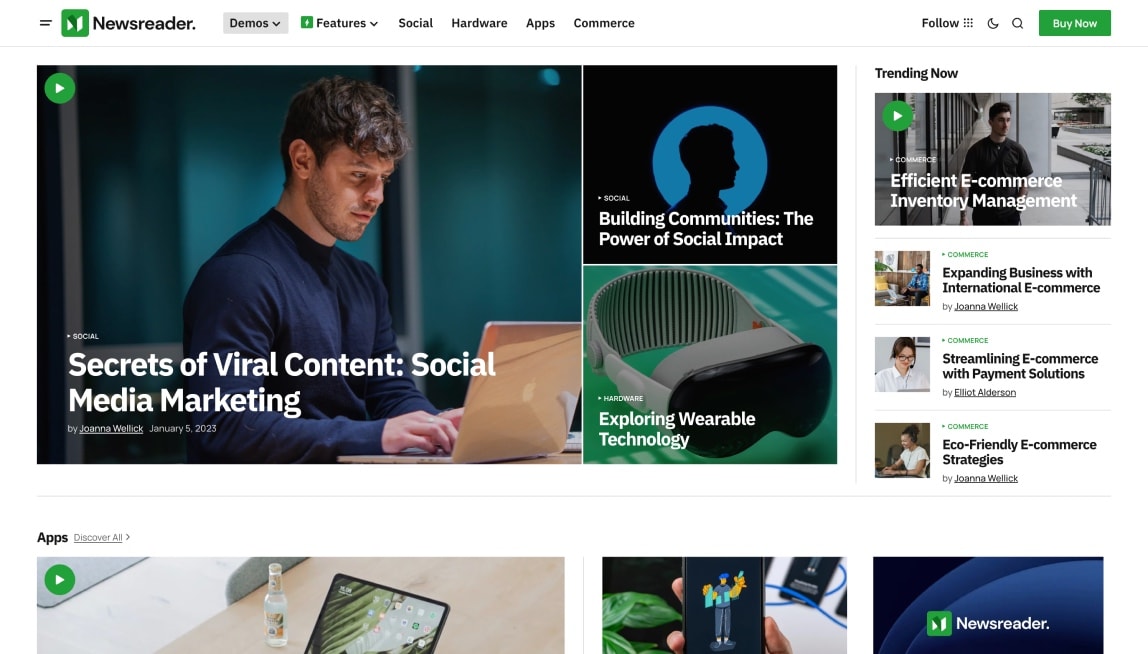 Newsreader.
Demos
Features
Social
Hardware
Apps
Commerce
Follow
Buy Now
SOCIAL
Secrets of Viral Content: Social
Media Marketing
by Joanna Wellick January 5, 2023
SOCIAL
Building Communities: The
Power of Social Impact
HARDWARE
Exploring Wearable
Technology
Trending Now
COMMERCE
Efficient E-commerce
Inventory Management
COMMERCE
Expanding Business with
International E-commerce
by Joanna Wellick
COMMERCE
Streamlining E-commerce
with Payment Solutions
by Elliot Alderson
COMMERCE
Eco-Friendly E-commerce
Strategies
by Joanna Wellick
Apps
Discover All
Newsreader.